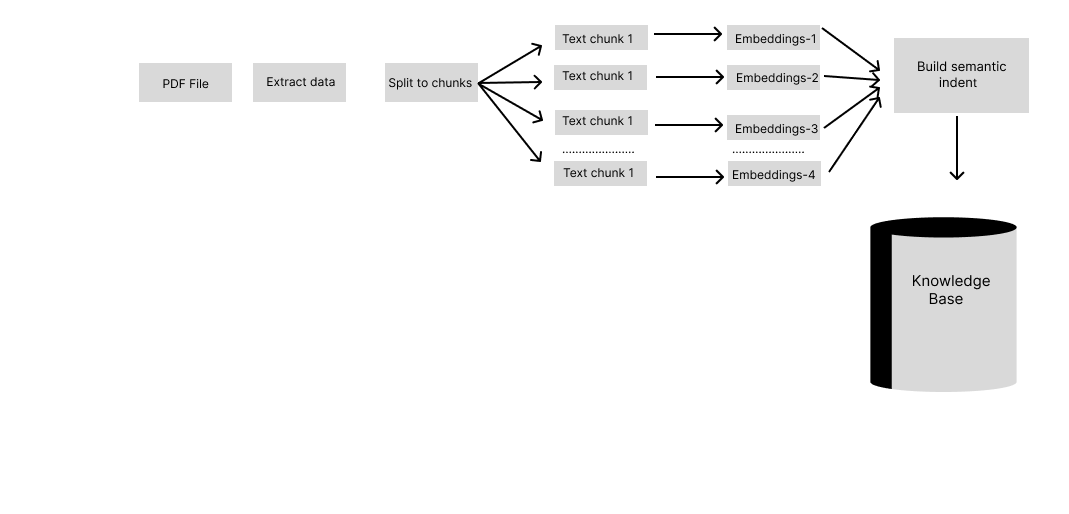 PDF File
Extract data
Split to chunks
Text chunk 1
Embeddings-1
Text chunk 1
Embeddings-2
Text chunk 1
Embeddings-3
......................
......................
Text chunk 1
Embeddings-4
Build semantic
indent
Knowledge
Base